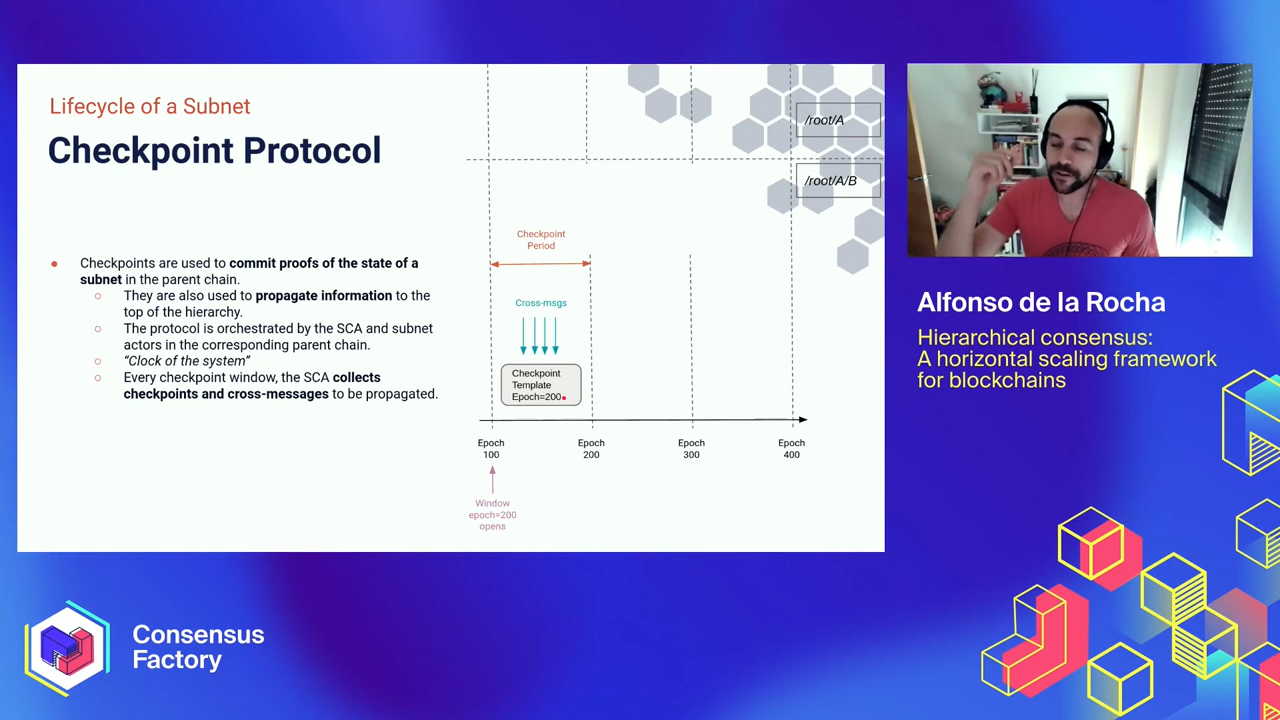 Lifecycle of a Subnet
Checkpoint Protocol
Checkpoints are used to commit proofs of the state of a
subnet in the parent chain.
They are also used to propagate information to the
top of the hierarchy.
The protocol is orchestrated by the SCA and subnet
actors in the corresponding parent chain.
“Clock of the system”
Every checkpoint window, the SCA collects
checkpoints and cross-messages to be propagated.
/root/A
/root/A/B
Checkpoint
Period
Cross-msgs
Checkpoint
Template
Epoch=200
Epoch
100
Epoch
200
Epoch
300
Epoch
400
Window
epoch=200
opens
Alfonso de la Rocha
Hierarchical consensus:
A horizontal scaling framework
for blockchains
Consensus
Factory